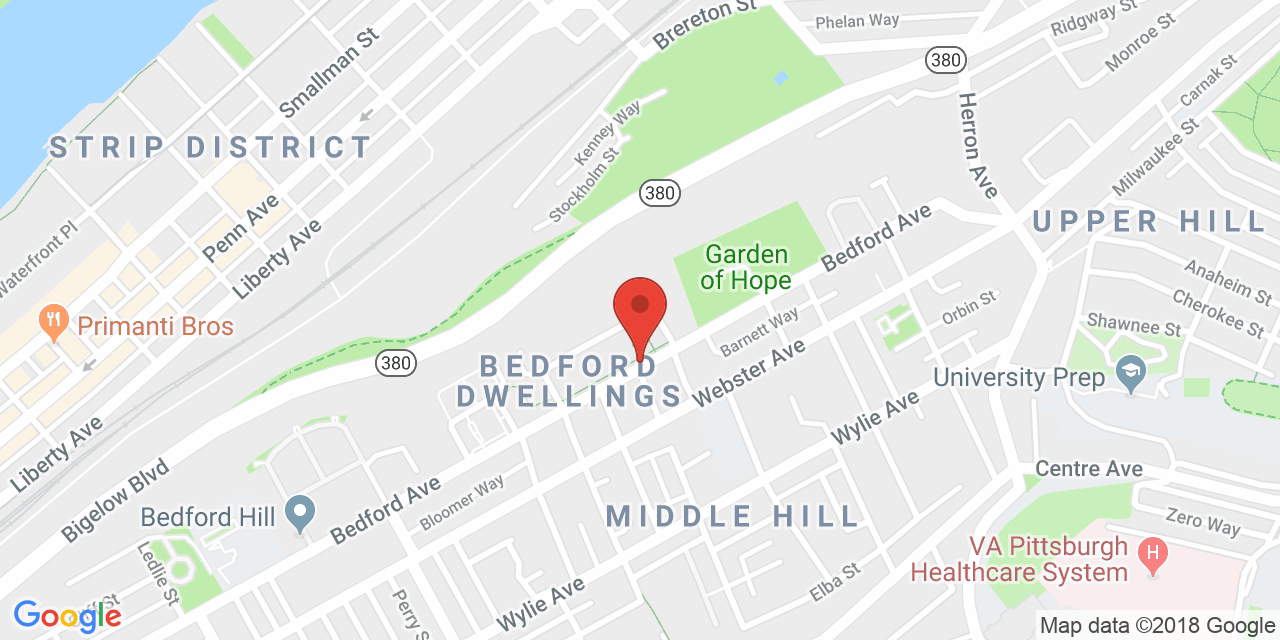 Brereton St
Phelan Way
Ridgway St
Monroe St
380
Smallman St
Carnak St
Herron Ave
Kenney Way
STRIP DISTRICT
Milwaukee St
Stockholm St
380
Penn Ave
Bedford Ave
UPPER HILL
Waterfront Pl
Liberty Ave
Garden
of Hope
Anaheim St
Cherokee St
Orbin St
Primanti Bros
Barnett Way
Shawnee St
380
BEDFORD
DWELLINGS
Webster Ave
University Prep
Wylie Ave
Liberty Ave
Centre Ave
Bigelow Blvd
Bedford Ave
Bloomer Way
MIDDLE HILL
Bedford Hill
Zero Way
VA Pittsburgh
Healthcare System
H
Ledlie St
Elba St
Wylie Ave
Perry S
St
Google
Map data ©2018 Google